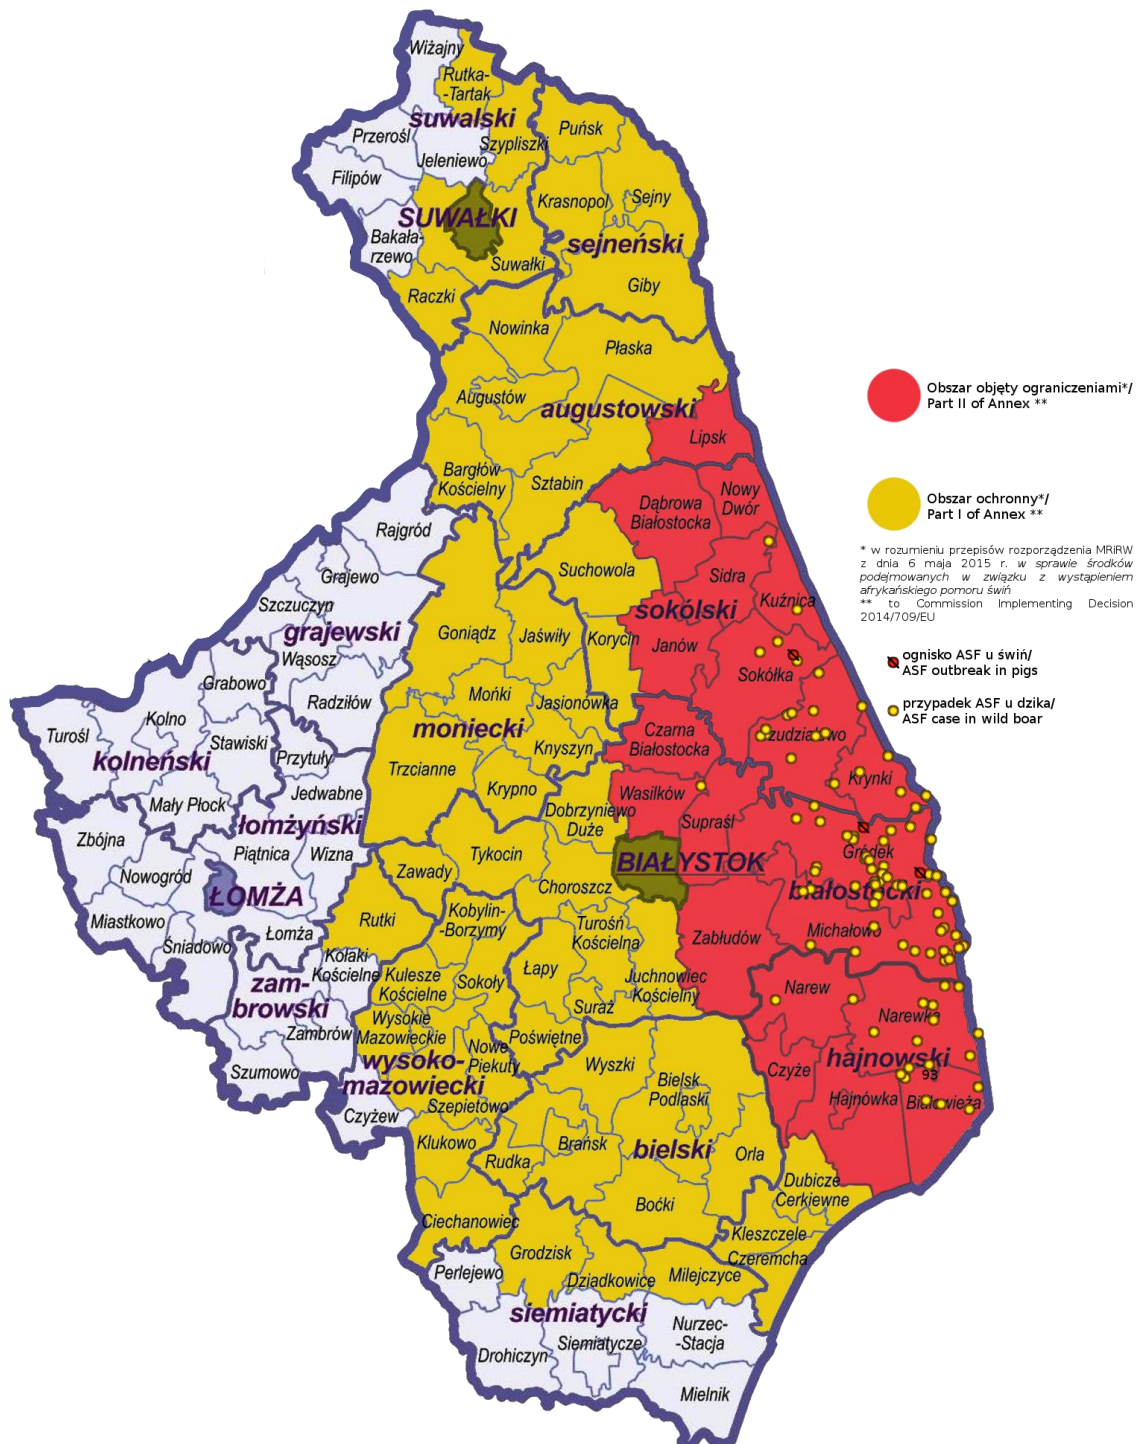 Wiżajny
Rutka-
-Tartak
suwalski
Puńsk
Przerośl
Szypliszki
Jeleniewo
Filipów
Sejny
Krasnopol
SUWAŁKI
Bakała-
rzewo
sejneński
Suwałki
Giby
Raczki
Nowinka
Płaska
Augustów
augustowski
Lipsk
Bargłów
Kościelny
Sztabin
Nowy
Dwór
Dąbrowa
Białostocka
Rajgród
Suchowola
Sidra
Grajewo
Kuźnica
Szczuczyn
sokólski
grajewski
Goniądz
Jaświły
Korycin
Janów
Wąsosz
Sokółka
Grabowo
Mońki
Radziłów
Jasionówka
Kolno
moniecki
Turośl
Stawiski
Czarna
Białostocka
Knyszyn
Przytuły
kolneński
Trzcianne
Krynki
Jedwabne
Krypno
Wasilków
Mały Płock
Dobrzyniewo
Duże
Supraśl
łomżyński
Zbójna
Piątnica
Wizna
Tykocin
Gródek
BIAŁYSTOK
Zawady
Nowogród
Choroszcz
białostocki
ŁOMŻA
Miastkowo
Rutki
Kobylin-
-Borzymy
Turośń
Kościelna
Łomża
Zabłudów
Michałowo
Śniadowo
Kołaki
Kościelne
Kulesze
Kościelne
Sokoły
Łapy
Juchnowiec
Kościelny
zam-
browski
Narew
Suraż
Narewka
Wysokie
Mazowieckie
Zambrów
Poświętne
Nowe
Piekuty
wysoko-
mazowiecki
Wyszki
hajnowski
Czyże
Szumowo
93
Bielsk
Podlaski
Hajnówka
Białowieża
Szepietowo
Czyżew
Klukowo
Brańsk
bielski
Orla
Rudka
Dubicze
Cerkiewne
Boćki
Ciechanowiec
Kleszczele
Grodzisk
Czeremcha
Perlejewo
Dziadkowice
Milejczyce
siemiatycki
Nurzec-
-Stacja
Siemiatycze
Drohiczyn
Mielnik
Obszar objęty ograniczeniami*/
Part II of Annex **
Obszar ochronny*/
Part I of Annex **
* w rozumieniu przepisów rozporządzenia MRiRW
z dnia 6 maja 2015 r. w sprawie środków
podejmowanych w związku z wystąpieniem
afrykańskiego pomoru świń
** to Commission Implementing Decision
2014/709/EU
ognisko ASF u świń/
ASF outbreak in pigs
przypadek ASF u dzika/
ASF case in wild boar